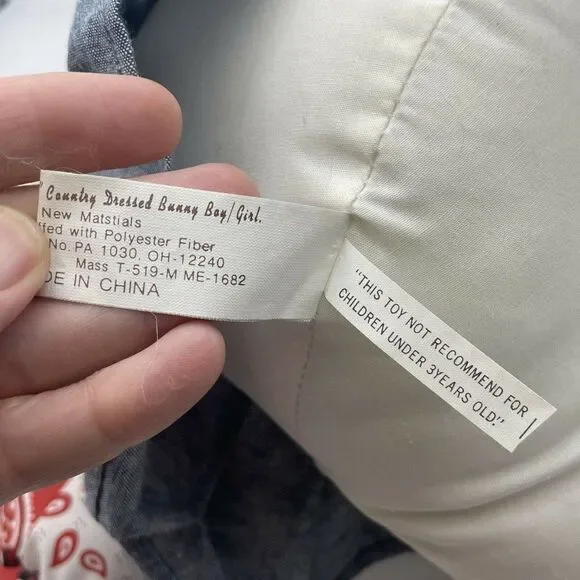 Country Dressed Bunny Boy/Girl.
New Matstials
ffed with Polyester Fiber
No. PA 1030, OH-12240
Mass T-519-M ME-1682
DE IN CHINA
"THIS TOY NOT RECOMMEND FOR
CHILDREN UNDER 3YEARS OLD."